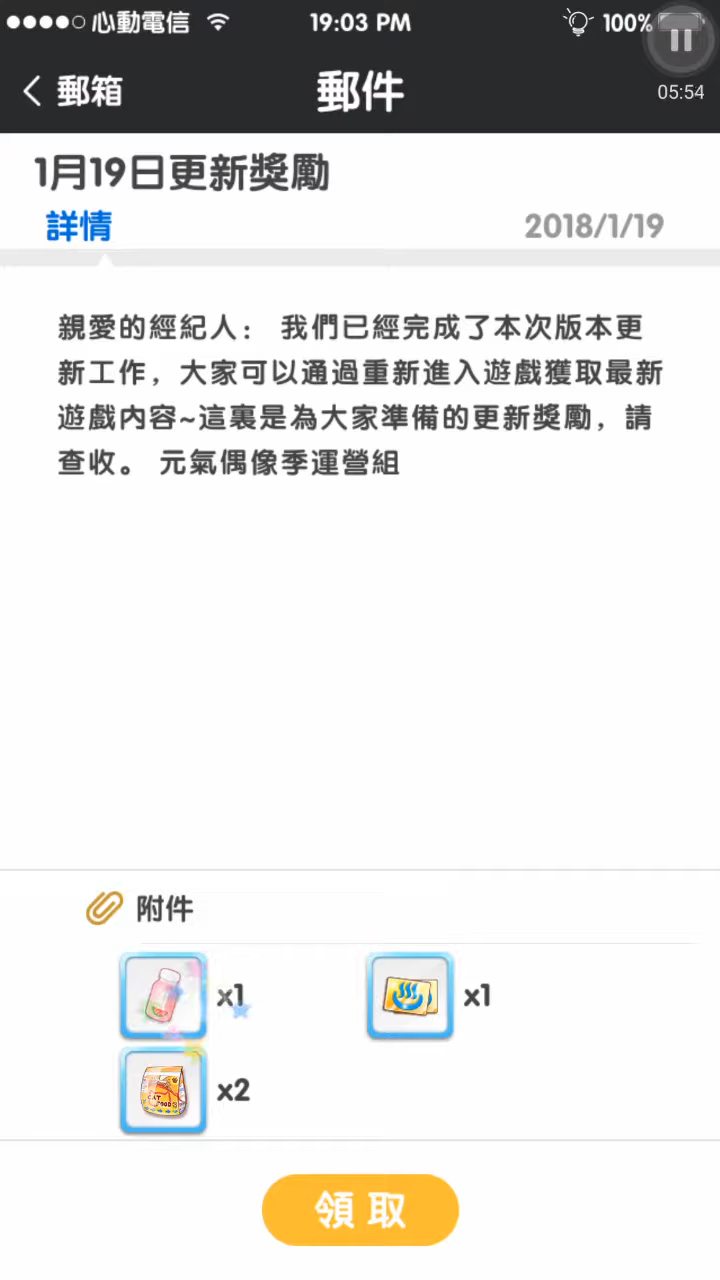 心動電信 19:03 PM 100%
郵箱 郵件 05:54
1月19日更新獎勵
詳情 2018/1/19
親愛的經紀人： 我們已經完成了本次版本更
新工作，大家可以通過重新進入遊戲獲取最新
遊戲内容~這裏是為大家準備的更新獎勵，請
查收。 元氣偶像季運營組
附件
x1 x1
CAT FOODS x2
領取